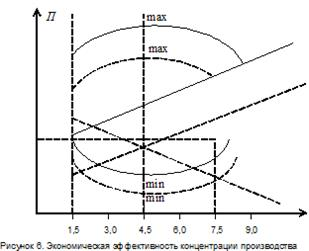 П
max
max
min
min
1,5 3,0 4,5 6,0 7,5 9,0
Рисунок 6. Экономическая эффективность концентрации производства